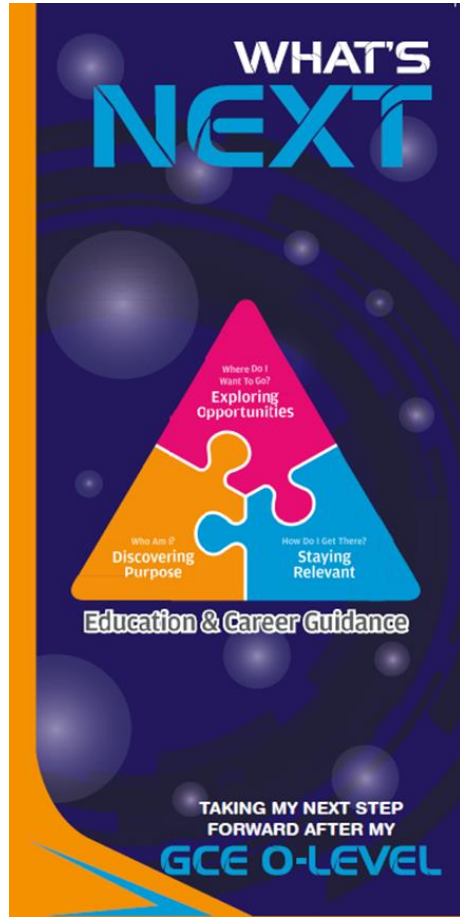 WHAT'S
NEXT
Where Do I
Want To Go?
Exploring
Opportunities
Who Am I?
Discovering
Purpose
How Do I Get There?
Staying
Relevant
Education & Career Guidance
TAKING MY NEXT STEP
FORWARD AFTER MY
GCE O-LEVEL